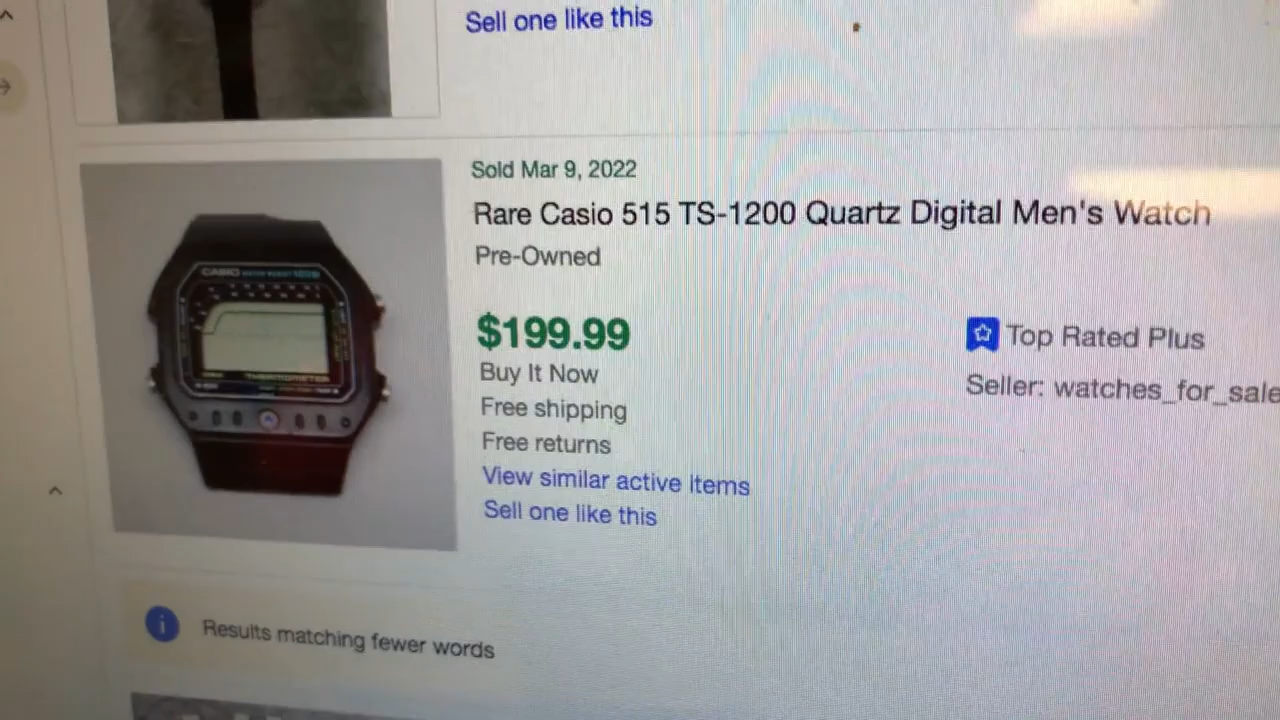 Sell one like this
Sold Mar 9, 2022
Rare Casio 515 TS-1200 Quartz Digital Men's Watch
Pre-Owned
$199.99
Buy It Now
Free shipping
Free returns
View similar active items
Sell one like this
Top Rated Plus
Seller: watches_for_sale
CASIO
THERMOMETER
Results matching fewer words